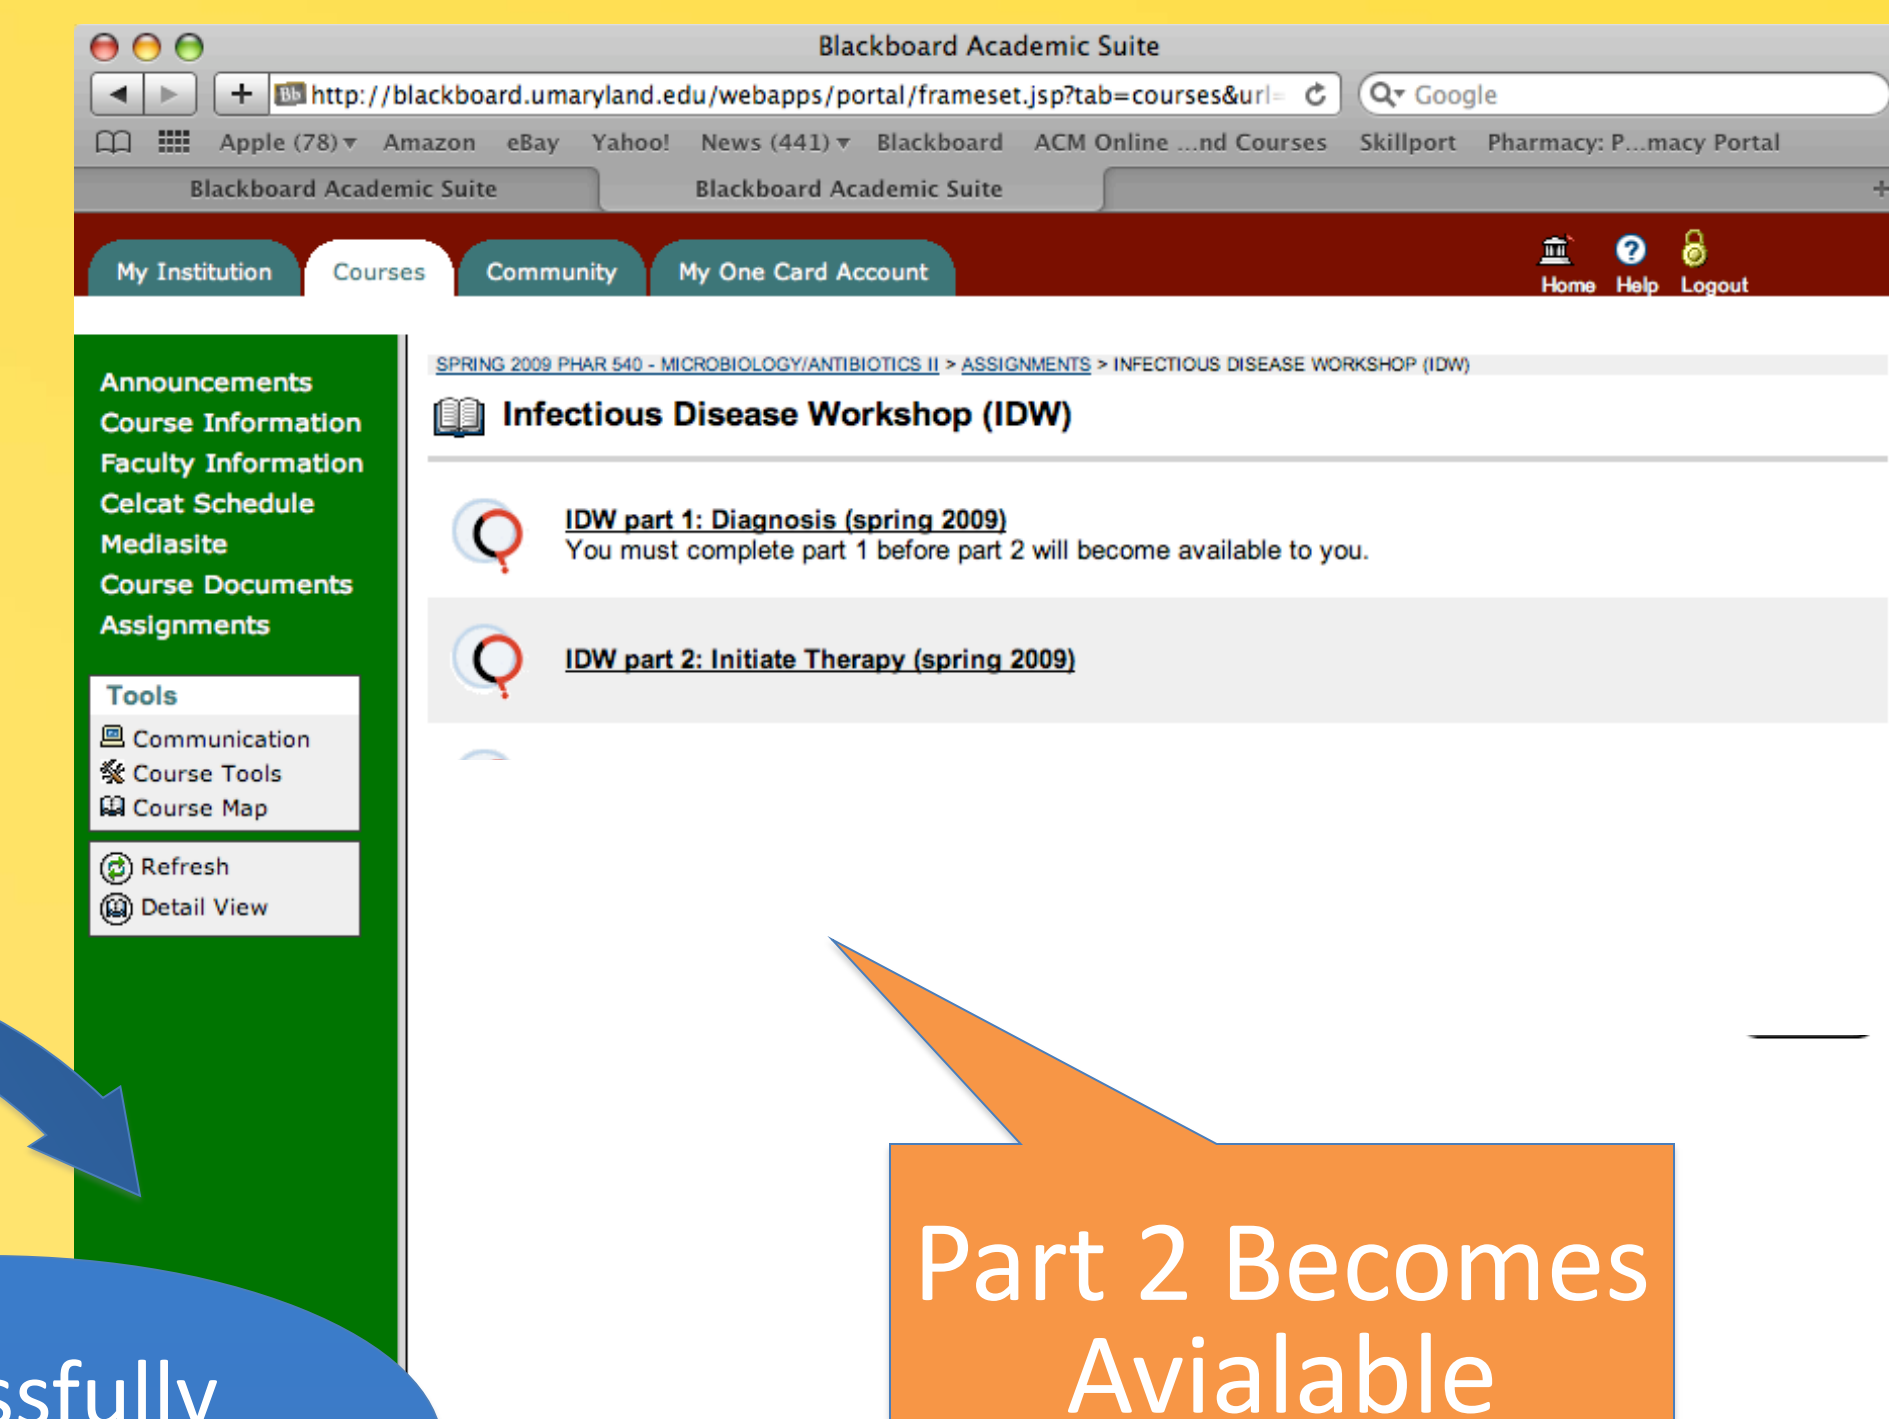 Blackboard Academic Suite
http://blackboard.umaryland.edu/webapps/portal/frameset.jsp?tab=courses&url=
Google
Apple (78) Amazon eBay Yahoo! News (441) Blackboard ACM Online ...nd Courses Skillport Pharmacy: P...macy Portal
Blackboard Academic Suite
Blackboard Academic Suite
My Institution Courses Community My One Card Account
Home Help Logout
SPRING 2009 PHAR 540 - MICROBIOLOGY/ANTIBIOTICS II > ASSIGNMENTS > INFECTIOUS DISEASE WORKSHOP (IDW)
Infectious Disease Workshop (IDW)
IDW part 1: Diagnosis (spring 2009)
You must complete part 1 before part 2 will become available to you.
IDW part 2: Initiate Therapy (spring 2009)
Announcements
Course Information
Faculty Information
Celcat Schedule
Mediasite
Course Documents
Assignments
Tools
Communication
Course Tools
Course Map
Refresh
Detail View
Part 2 Becomes
Avialable
ssfully